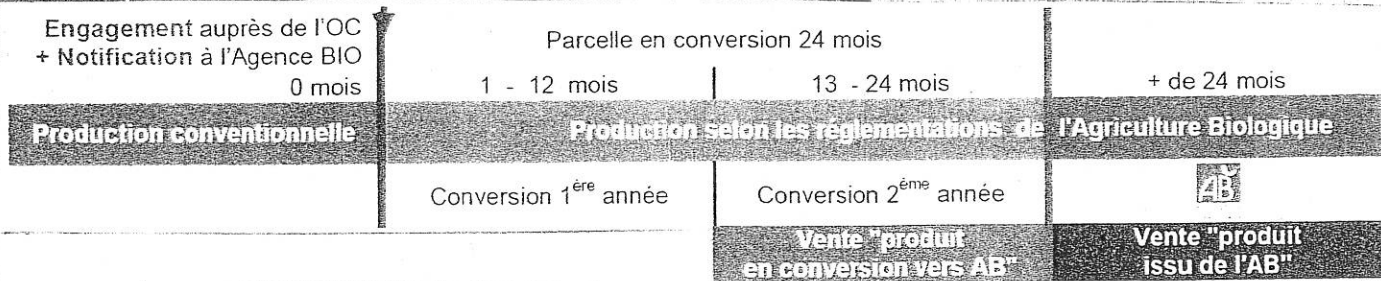 Engagement auprès de l'OC
+ Notification à l'Agence BIO
0 mois
Parcelle en conversion 24 mois
1 - 12 mois
13 - 24 mois
+ de 24 mois
Production conventionnelle
Production selon les réglementations de l'Agriculture Biologique
Conversion 1ère année
Conversion 2ème année
AB
Vente "produit
en conversion vers AB"
Vente "produit
issu de l'AB"